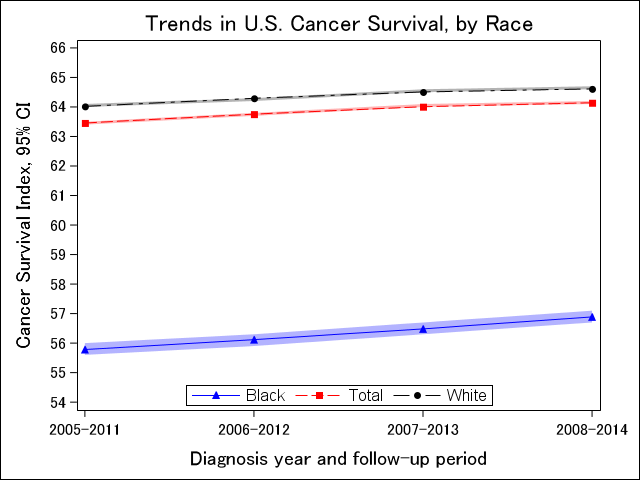 Trends in U.S. Cancer Survival, by Race
Cancer Survival Index, 95% CI
66
65
64
63
62
61
60
59
58
57
56
55
54
Black Total White
2005-2011 2006-2012 2007-2013 2008-2014
Diagnosis year and follow-up period